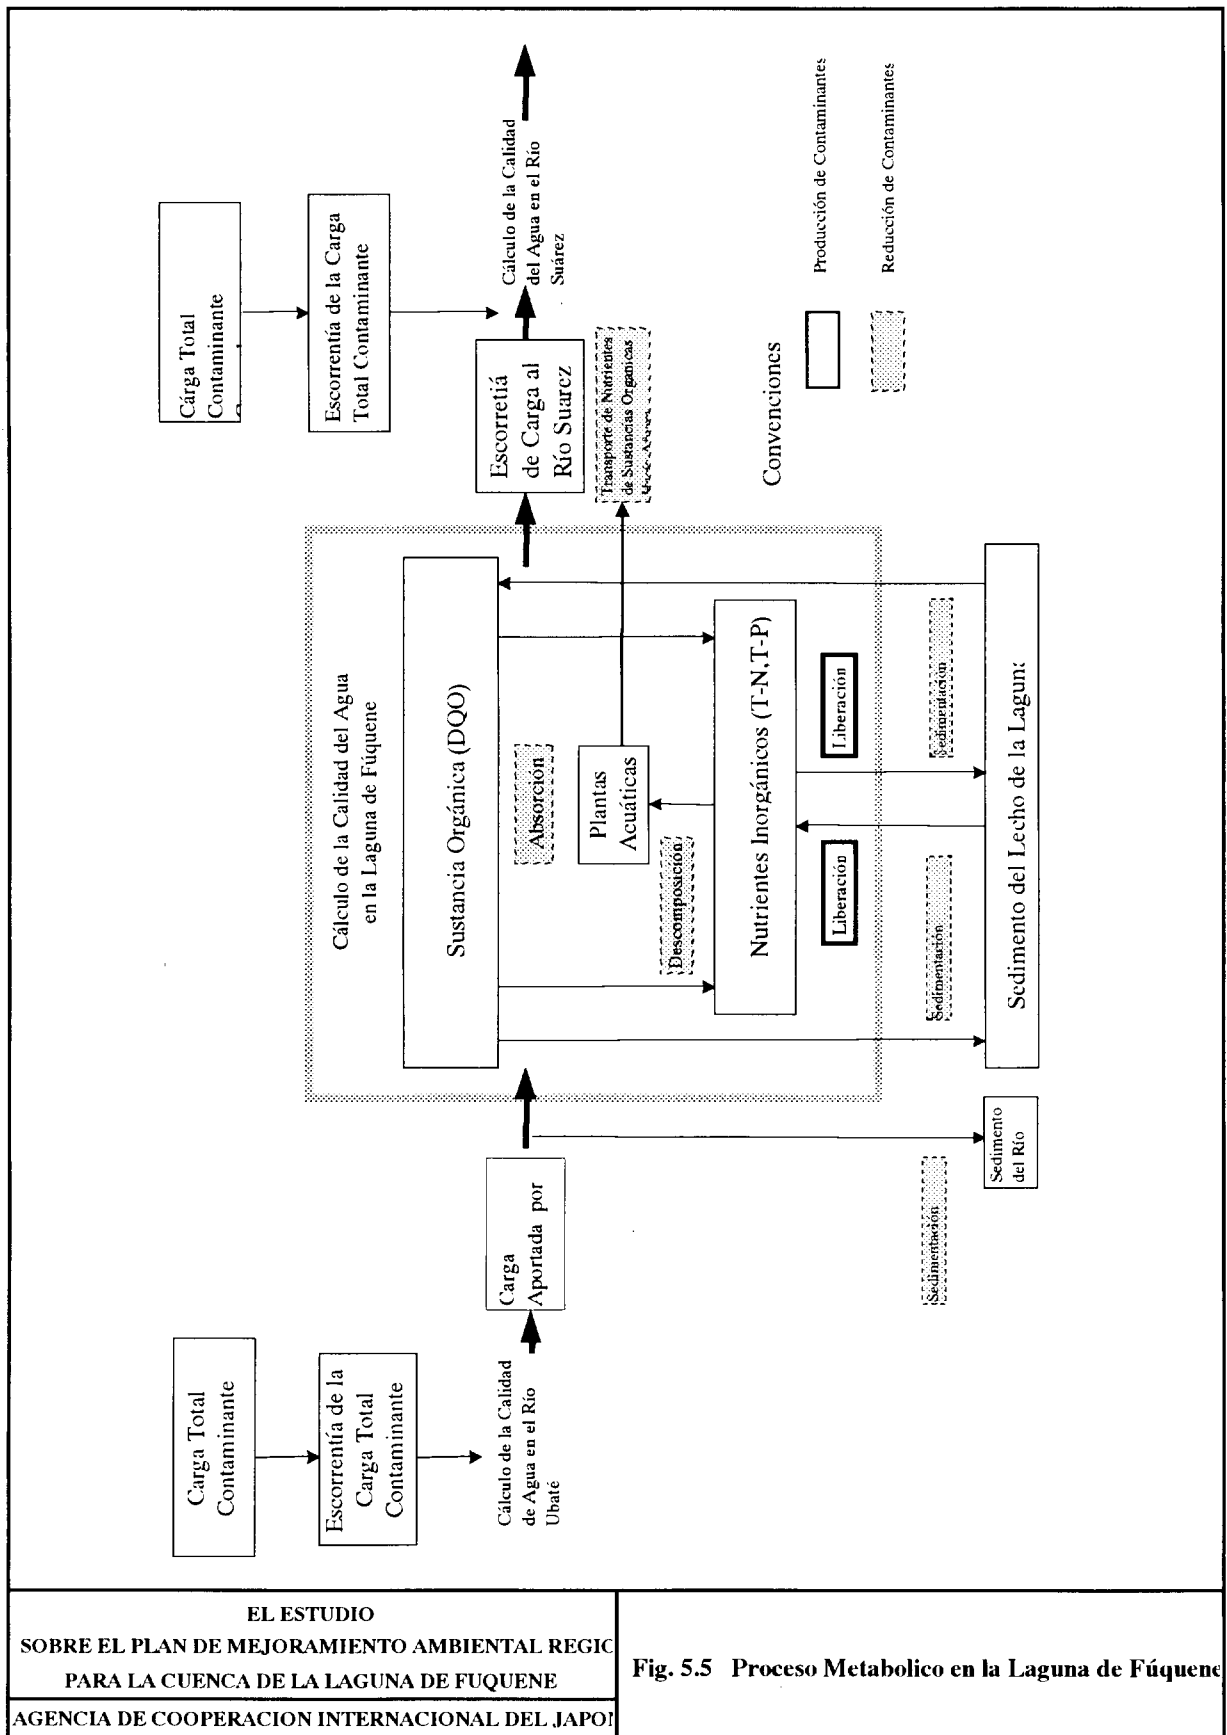 Carga Total
Contaminante
Escorrentía de la
Carga Total
Contaminante
Cálculo de la Calidad
de Agua en el Río
Ubaté
Carga
Aportada por
Sedimentación
Sedimento
del Río
Cálculo de la Calidad del Agua
en la Laguna de Fúquene
Sustancia Orgánica (DQO)
Absorción
Plantas
Acuáticas
Descomposición
Nutrientes Inorgánicos (T-N,T-P)
Liberación
Liberación
Sedimentación
Sedimentación
Sedimento del Lecho de la Laguna
Cárga Total
Contaminante
Escorrentía de la Carga
Total Contaminante
Escorretiá
de Carga al
Río Suarez
Cálculo de la Calidad
del Agua en el Río
Suárez
Transporte de Nutrientes
de Sustancias Organicas
Convenciones
Producción de Contaminantes
Reducción de Contaminantes
EL ESTUDIO
SOBRE EL PLAN DE MEJORAMIENTO AMBIENTAL REGIO
PARA LA CUENCA DE LA LAGUNA DE FUQUENE
AGENCIA DE COOPERACION INTERNACIONAL DEL JAPON
Fig. 5.5 Proceso Metabolico en la Laguna de Fúquene